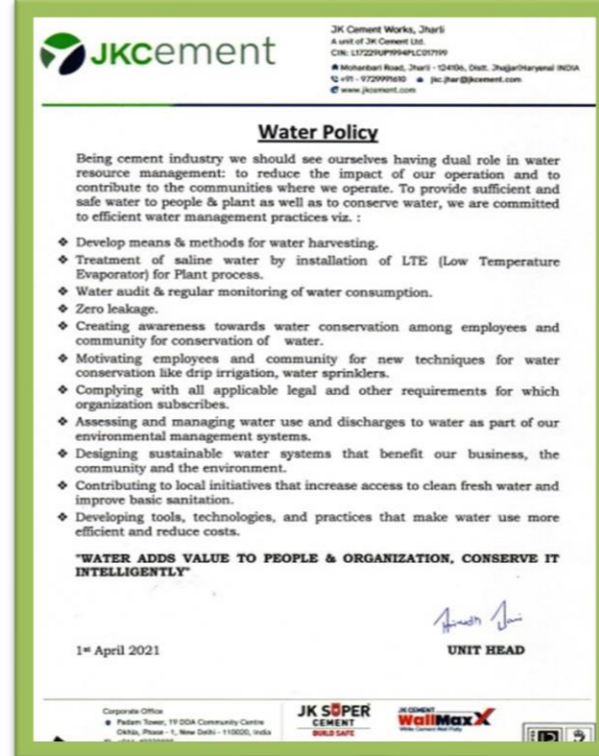 JKCement
JK Cement Works, Jharli
A unit of JK Cement Ltd.
CIN: L17229UP1994PLC017199
Mohanbari Road, Jharli - 124106, Distt. Jhajjar(Haryana) INDIA
+91 - 9729991610 jkc.jhar@jkcement.com
www.jkcement.com
Water Policy
Being cement industry we should see ourselves having dual role in water
resource management: to reduce the impact of our operation and to
contribute to the communities where we operate. To provide sufficient and
safe water to people & plant as well as to conserve water, we are committed
to efficient water management practices viz. :
❖ Develop means & methods for water harvesting.
❖ Treatment of saline water by installation of LTE (Low Temperature
Evaporator) for Plant process.
❖ Water audit & regular monitoring of water consumption.
❖ Zero leakage.
❖ Creating awareness towards water conservation among employees and
community for conservation of water.
❖ Motivating employees and community for new techniques for water
conservation like drip irrigation, water sprinklers.
❖ Complying with all applicable legal and other requirements for which
organization subscribes.
❖ Assessing and managing water use and discharges to water as part of our
environmental management systems.
❖ Designing sustainable water systems that benefit our business, the
community and the environment.
❖ Contributing to local initiatives that increase access to clean fresh water and
improve basic sanitation.
❖ Developing tools, technologies, and practices that make water use more
efficient and reduce costs.
"WATER ADDS VALUE TO PEOPLE & ORGANIZATION, CONSERVE IT
INTELLIGENTLY"
1st April 2021
UNIT HEAD
Corporate Office
Padam Tower, 19 DDA Community Centre
Okhla, Phase - 1, New Delhi - 110020, India
JK SUPER
CEMENT
BUILD SAFE
JK CEMENT
WallMaxX
White Cement Wall Putty